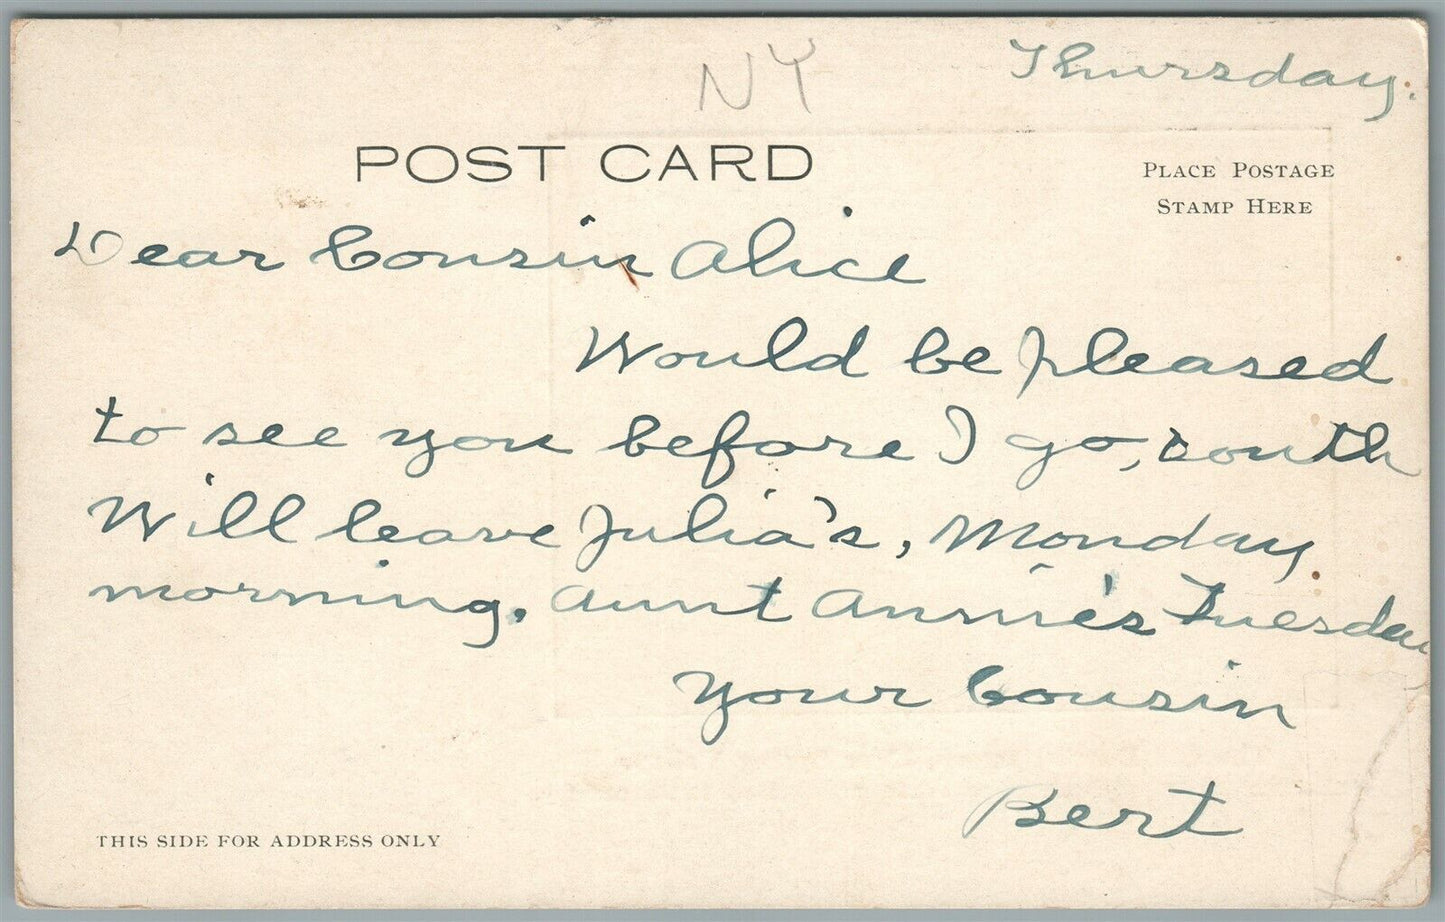 NY
Thursday.
POST CARD
PLACE POSTAGE
STAMP HERE
Dear Cousin Alice
Would be pleased
to see you before I go, south
Will leave Julia's, Monday
morning. Aunt Annie's Tuesday
Your Cousin
Bert
THIS SIDE FOR ADDRESS ONLY